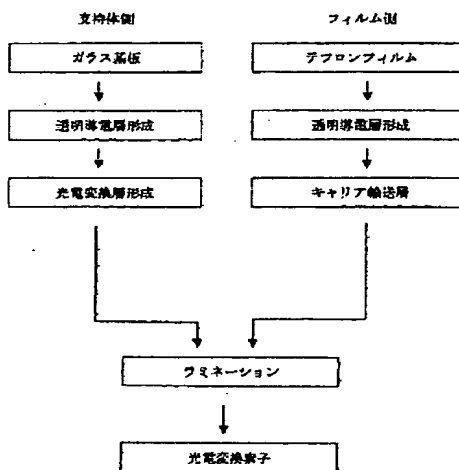 支持体側
フィルム側
ガラス基板
テフロンフィルム
透明導電層形成
透明導電層形成
光電変換層形成
キャリア輸送層
ラミネーション
光電変換素子